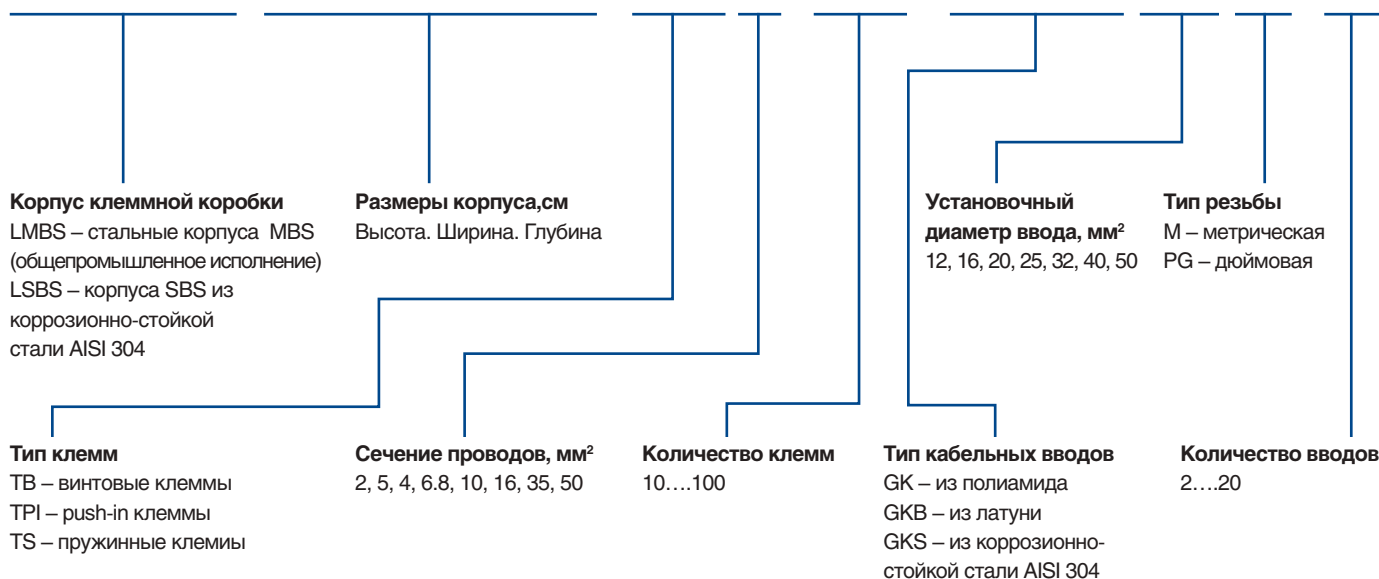 Корпус клеммной коробки
LMBS – стальные корпуса MBS
(общепромышленное исполнение)
LSBS – корпуса SBS из
коррозионно-стойкой
стали AISI 304
Размеры корпуса,см
Высота. Ширина. Глубина
Установочный
диаметр ввода, мм²
12, 16, 20, 25, 32, 40, 50
Тип резьбы
M – метрическая
PG – дюймовая
Тип клемм
TB – винтовые клеммы
TPI – push-in клеммы
TS – пружинные клемиы
Сечение проводов, мм²
2, 5, 4, 6.8, 10, 16, 35, 50
Количество клемм
10....100
Тип кабельных вводов
GK – из полиамида
GKB – из латуни
GKS – из коррозионно-
стойкой стали AISI 304
Количество вводов
2....20